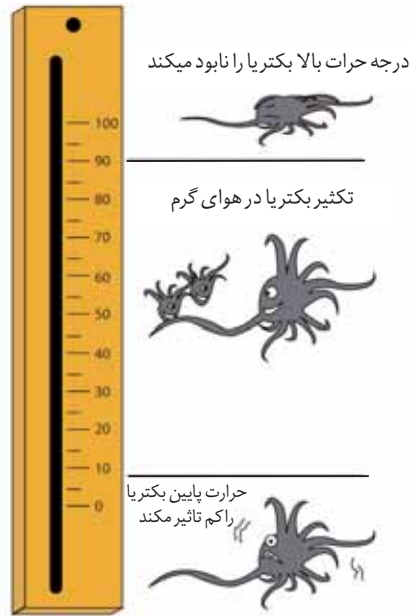 درجه حرات بالا بکتریا را نابود میکند
100
90
تکثیر بکتریا در هوای گرم
80
70
60
50
40
30
20
10
حرارت پایین بکتریا
0
راکم تاثیر مکند